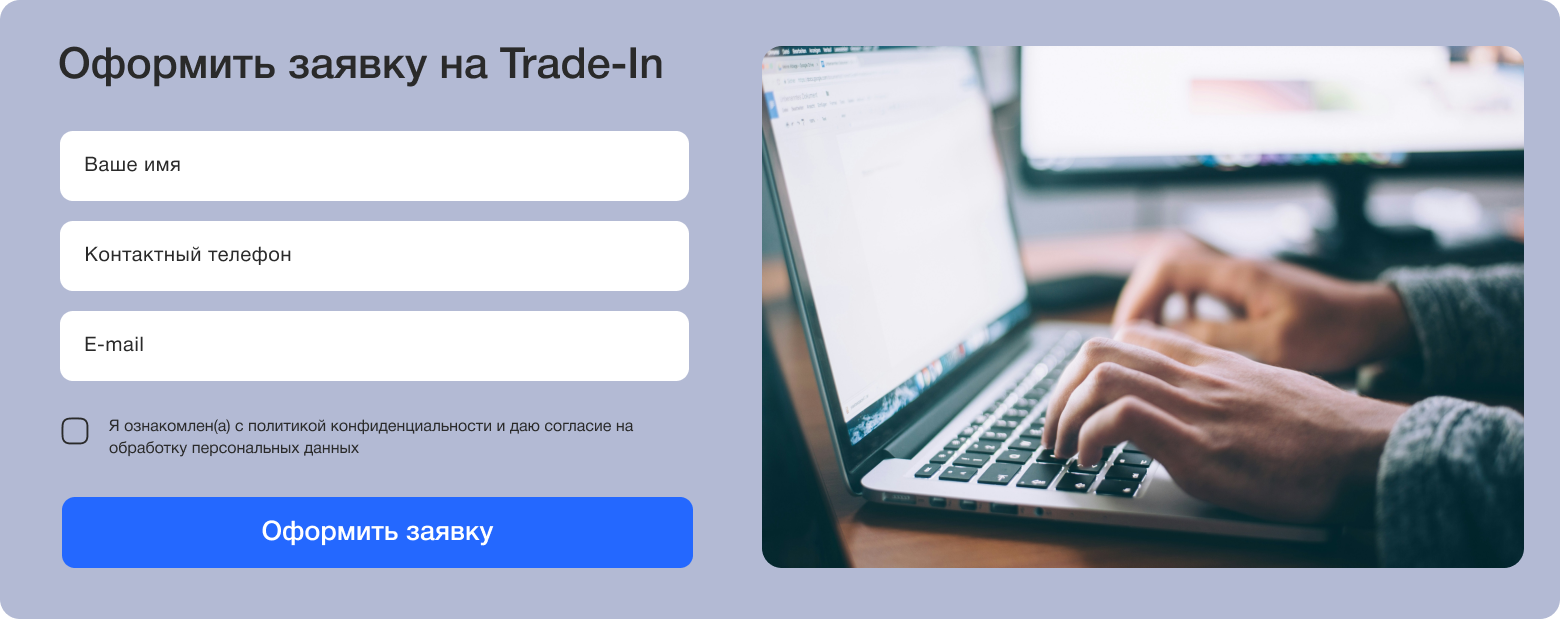 Оформить заявку на Trade-In
Ваше имя
Контактный телефон
E-mail
Я ознакомлен(а) с политикой конфиденциальности и даю согласие на
обработку персональных данных
Оформить заявку